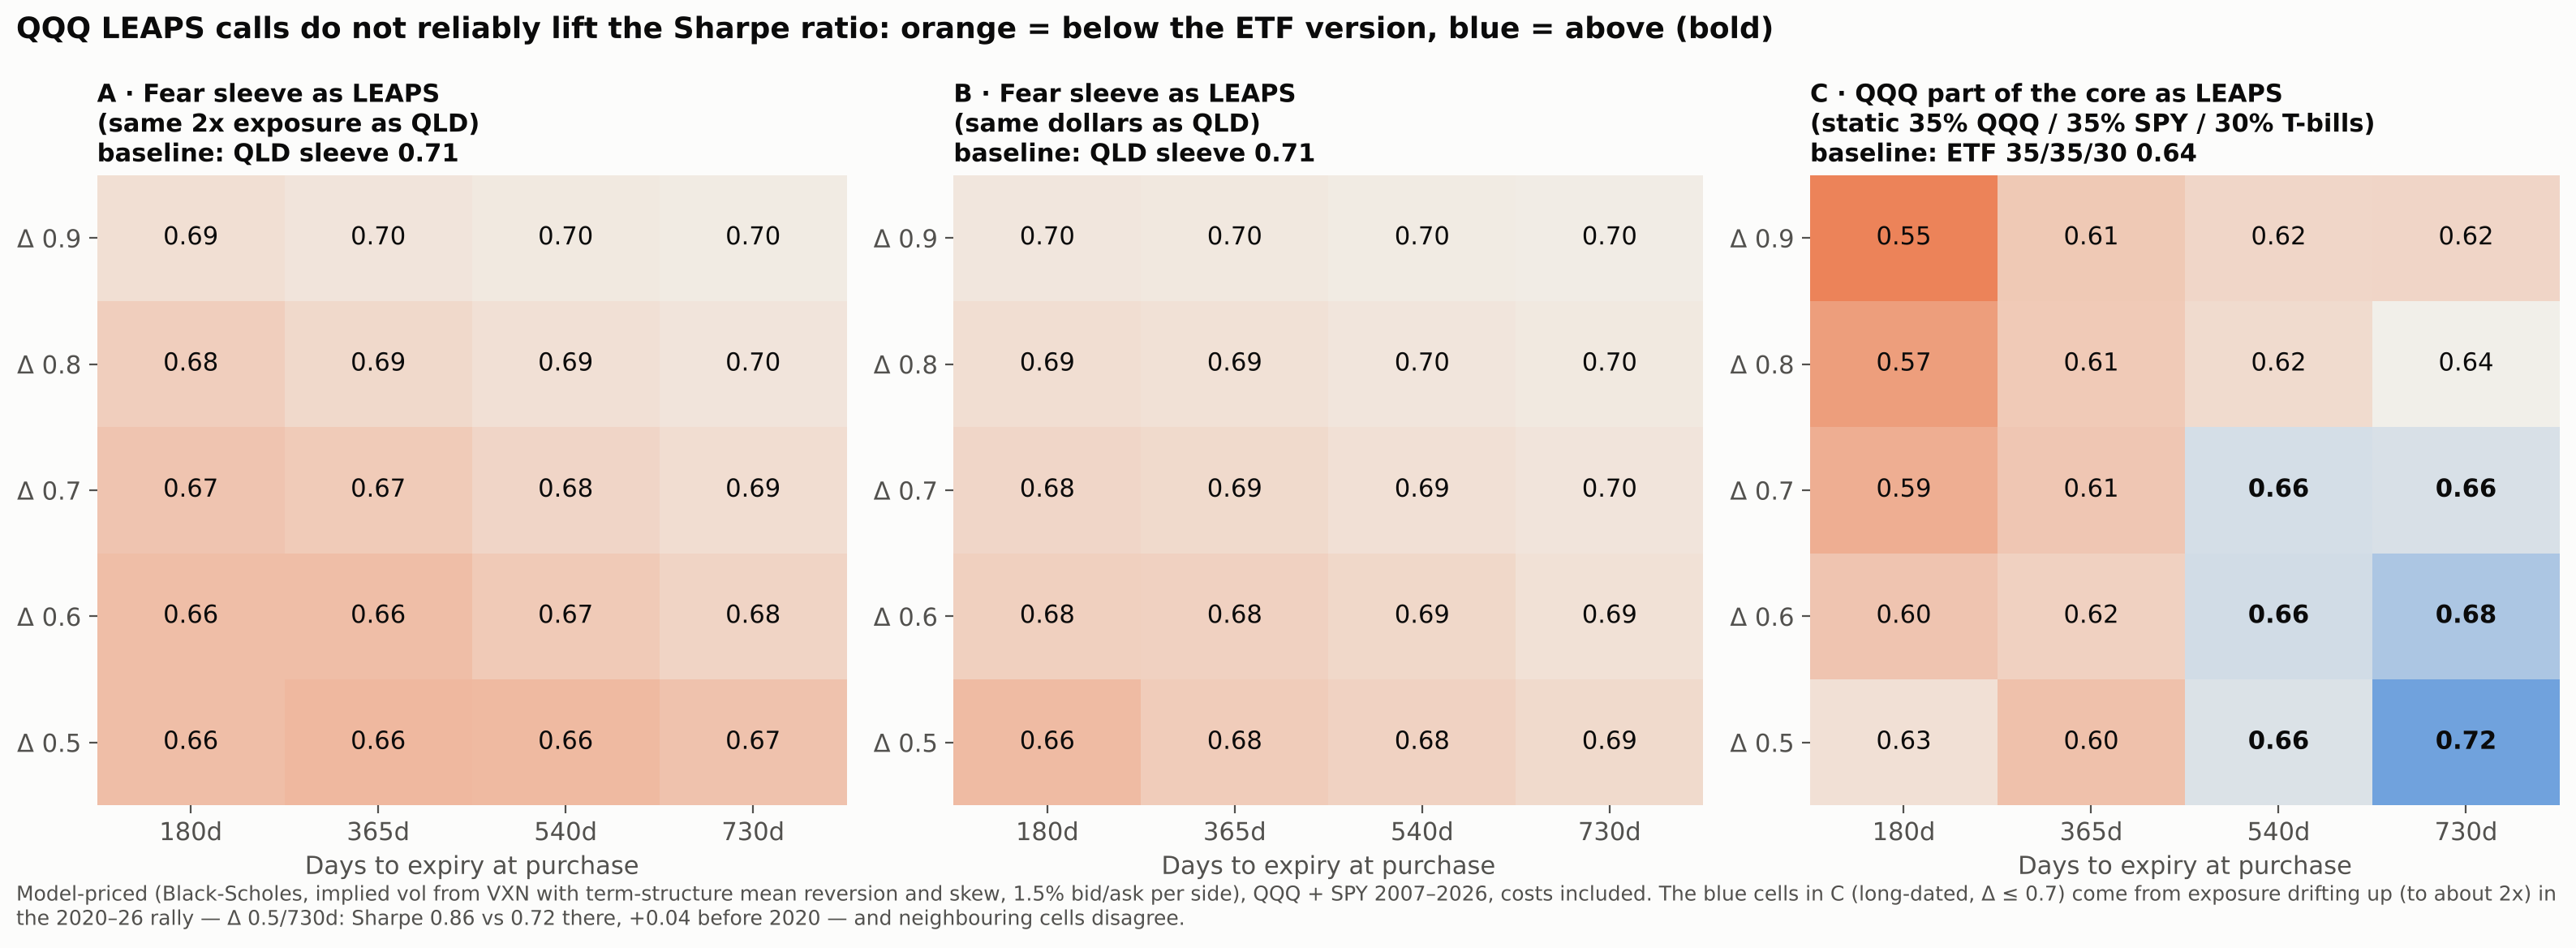 QQQ LEAPS calls do not reliably lift the Sharpe ratio: orange = below the ETF version, blue = above (bold)
A · Fear sleeve as LEAPS
(same 2x exposure as QLD)
baseline: QLD sleeve 0.71
Δ 0.9 0.69 0.70 0.70 0.70
Δ 0.8 0.68 0.69 0.69 0.70
Δ 0.7 0.67 0.67 0.68 0.69
Δ 0.6 0.66 0.66 0.67 0.68
Δ 0.5 0.66 0.66 0.66 0.67
180d 365d 540d 730d
Days to expiry at purchase
B · Fear sleeve as LEAPS
(same dollars as QLD)
baseline: QLD sleeve 0.71
Δ 0.9 0.70 0.70 0.70 0.70
Δ 0.8 0.69 0.69 0.70 0.70
Δ 0.7 0.68 0.69 0.69 0.70
Δ 0.6 0.68 0.68 0.69 0.69
Δ 0.5 0.66 0.68 0.68 0.69
180d 365d 540d 730d
Days to expiry at purchase
C · QQQ part of the core as LEAPS
(static 35% QQQ / 35% SPY / 30% T-bills)
baseline: ETF 35/35/30 0.64
Δ 0.9 0.55 0.61 0.62 0.62
Δ 0.8 0.57 0.61 0.62 0.64
Δ 0.7 0.59 0.61 0.66 0.66
Δ 0.6 0.60 0.62 0.66 0.68
Δ 0.5 0.63 0.60 0.66 0.72
180d 365d 540d 730d
Days to expiry at purchase
Model-priced (Black-Scholes, implied vol from VXN with term-structure mean reversion and skew, 1.5% bid/ask per side), QQQ + SPY 2007–2026, costs included. The blue cells in C (long-dated, Δ ≤ 0.7) come from exposure drifting up (to about 2x) in
the 2020–26 rally — Δ 0.5/730d: Sharpe 0.86 vs 0.72 there, +0.04 before 2020 — and neighbouring cells disagree.